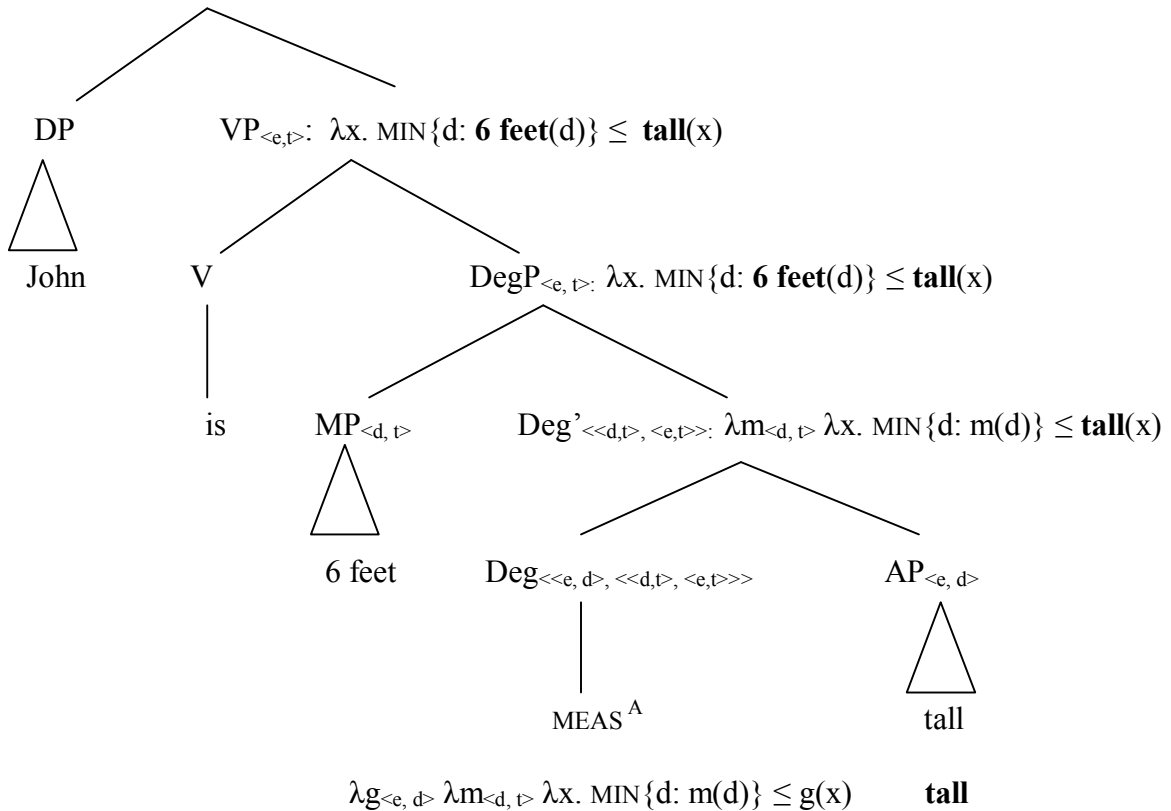 DP VP<e,t>: λx. MIN{d: 6 feet(d)} ≤ tall(x)
John V DegP<e, t>: λx. MIN{d: 6 feet(d)} ≤ tall(x)
is MP<d, t> Deg’<<d,t>, <e,t>>: λm<d, t> λx. MIN{d: m(d)} ≤ tall(x)
6 feet Deg<<e, d>, <<d,t>, <e,t>>> AP<e, d>
MEAS A tall
λg<e, d> λm<d, t> λx. MIN{d: m(d)} ≤ g(x) tall